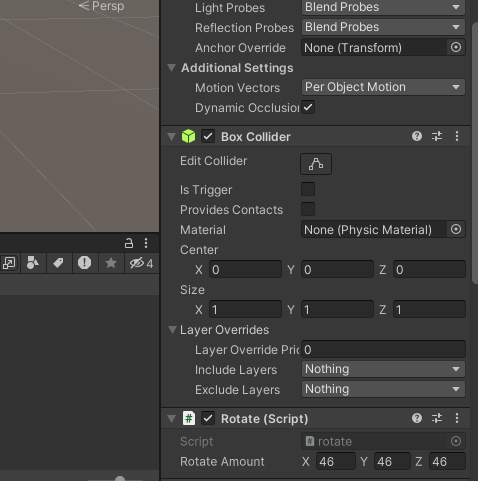 Persp
Light Probes Blend Probes
Reflection Probes Blend Probes
Anchor Override None (Transform)
Additional Settings
Motion Vectors Per Object Motion
Dynamic Occlusion
Box Collider
Edit Collider
Is Trigger
Provides Contacts
Material None (Physic Material)
Center
X 0 Y 0 Z 0
4
Size
X 1 Y 1 Z 1
Layer Overrides
Layer Override Pric 0
Include Layers Nothing
Exclude Layers Nothing
# Rotate (Script)
Script # rotate
Rotate Amount X 46 Y 46 Z 46